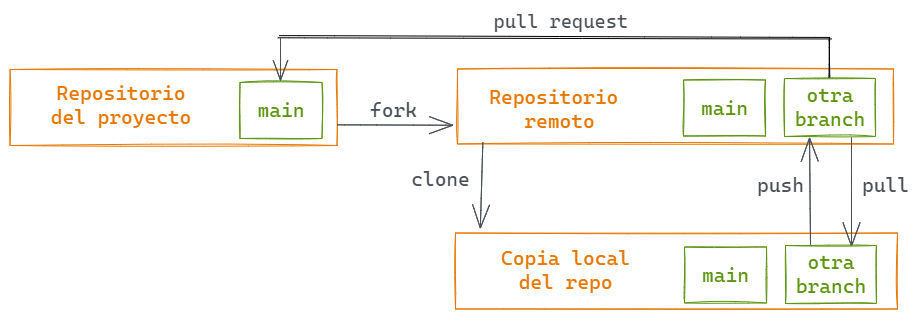 pull request
Repositorio
del proyecto
main
fork
Repositorio
remoto
main
otra
branch
clone
push
pull
Copia local
del repo
main
otra
branch